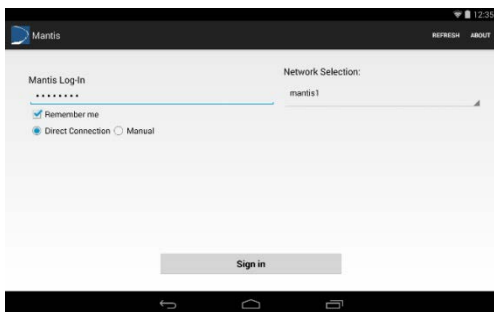 12:35
Mantis
REFRESH ABOUT
Mantis Log-In
........
Remember me
Direct Connection Manual
Network Selection:
mantis1
Sign in